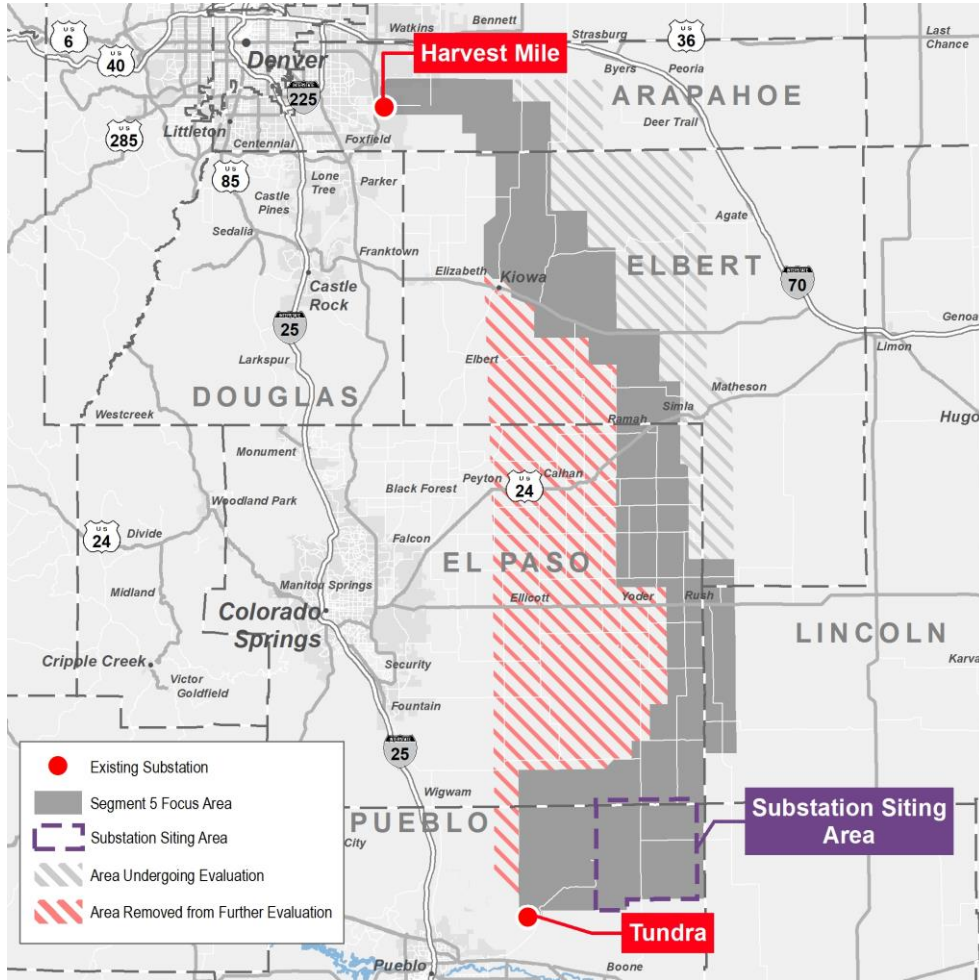 Watkins
Bennett
Strasburg
US
36
Last
Chance
US
6
US
40
Denver
Harvest Mile
Byers
Peoria
INTERSTATE
225
ARAPAHOE
Deer Trail
US
285
Littleton
Centennial
Foxfield
US
85
Lone
Tree
Parker
Castle
Pines
Sedalia
Agate
Franktown
Elizabeth
Kiowa
ELBERT
Castle
Rock
INTERSTATE
70
INTERSTATE
25
Genoa
Limon
Larkspur
Elbert
Matheson
DOUGLAS
Simla
Westcreek
Ramah
Hugo
Monument
Calhan
Peyton
US
24
Black Forest
Woodland Park
US
24
Divide
Falcon
EL PASO
Midland
Manitou Springs
Ellicott
Yoder
Rush
Colorado
Springs
LINCOLN
Cripple Creek
Security
Karva
Victor
Goldfield
Fountain
INTERSTATE
25
Existing Substation
Segment 5 Focus Area
Substation Siting Area
Area Undergoing Evaluation
Area Removed from Further Evaluation
Wigwam
PUEBLO
City
Substation Siting
Area
Tundra
Pueblo
Boone